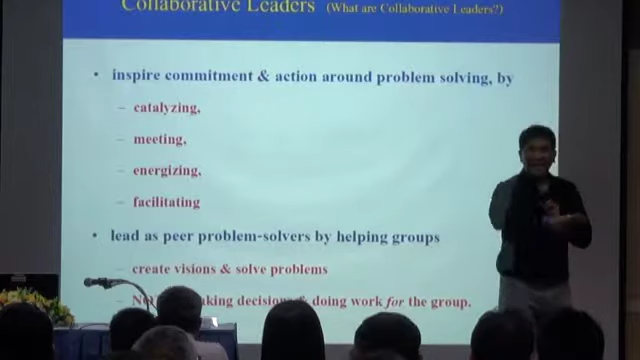 Collaborative Leaders (What are Collaborative Leaders?)
• inspire commitment & action around problem solving, by
– catalyzing,
– meeting,
– energizing,
– facilitating
• lead as peer problem-solvers by helping groups
– create visions & solve problems
– doing work for the group.